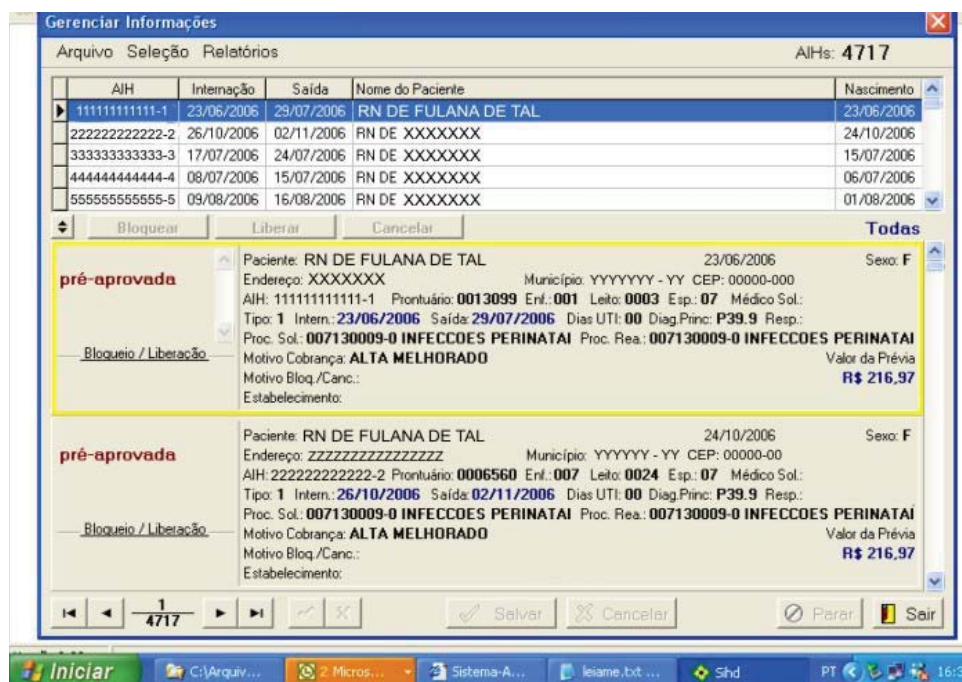 Gerenciar Informações
Arquivo Seleção Relatórios AIHs: 4717
AIH Internação Saída Nome do Paciente Nascimento
111111111111-1 23/06/2006 29/07/2006 RN DE FULANA DE TAL 23/06/2006
222222222222-2 26/10/2006 02/11/2006 RN DE XXXXXXX 24/10/2006
333333333333-3 17/07/2006 24/07/2006 RN DE XXXXXXX 15/07/2006
444444444444-4 08/07/2006 15/07/2006 RN DE XXXXXXX 06/07/2006
555555555555-5 09/08/2006 16/08/2006 RN DE XXXXXXX 01/08/2006
Bloquear Liberar Cancelar Todas
Paciente: RN DE FULANA DE TAL 23/06/2006 Sexo: F
pré-aprovada Endereço: XXXXXXX Município: YYYYYYY - YY CEP: 00000-000
AIH: 111111111111-1 Prontuário: 0013099 Enf.: 001 Leito: 0003 Esp.: 07 Médico Sol.:
Tipo: 1 Intern.: 23/06/2006 Saída: 29/07/2006 Dias UTI: 00 Diag.Princ: P39.9 Resp.:
Proc. Sol.: 007130009-0 INFECCOES PERINATAI Proc. Rea.: 007130009-0 INFECCOES PERINATAI
Bloqueio / Liberação Motivo Cobrança: ALTA MELHORADO Valor da Prévia
Motivo Bloq./Canc.: R$ 216,97
Estabelecimento:
Paciente: RN DE FULANA DE TAL 24/10/2006 Sexo: F
pré-aprovada Endereço: ZZZZZZZZZZZZZZZZ Município: YYYYYY - YY CEP: 00000-00
AIH: 222222222222-2 Prontuário: 0006560 Enf.: 007 Leito: 0024 Esp.: 07 Médico Sol.:
Tipo: 1 Intern.: 26/10/2006 Saída: 02/11/2006 Dias UTI: 00 Diag.Princ: P39.9 Resp.:
Proc. Sol.: 007130009-0 INFECCOES PERINATAI Proc. Rea.: 007130009-0 INFECCOES PERINATAI
Bloqueio / Liberação Motivo Cobrança: ALTA MELHORADO Valor da Prévia
Motivo Bloq./Canc.: R$ 216,97
Estabelecimento:
1
4717 Salvar Cancelar Parar Sair
Iniciar C:\Arquiv... 2 Micros... Sistema-A... leiame.txt ... Sihd PT